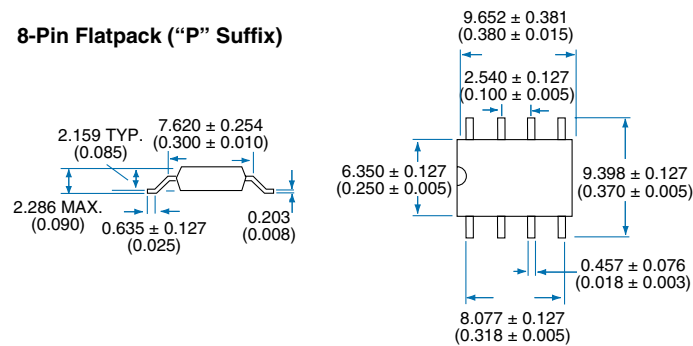 8-Pin Flatpack (“P” Suffix)
9.652 ± 0.381
(0.380 ± 0.015)
2.540 ± 0.127
(0.100 ± 0.005)
7.620 ± 0.254
(0.300 ± 0.010)
2.159 TYP.
(0.085)
6.350 ± 0.127
(0.250 ± 0.005)
9.398 ± 0.127
(0.370 ± 0.005)
2.286 MAX.
(0.090)
0.635 ± 0.127
(0.025)
0.203
(0.008)
0.457 ± 0.076
(0.018 ± 0.003)
8.077 ± 0.127
(0.318 ± 0.005)